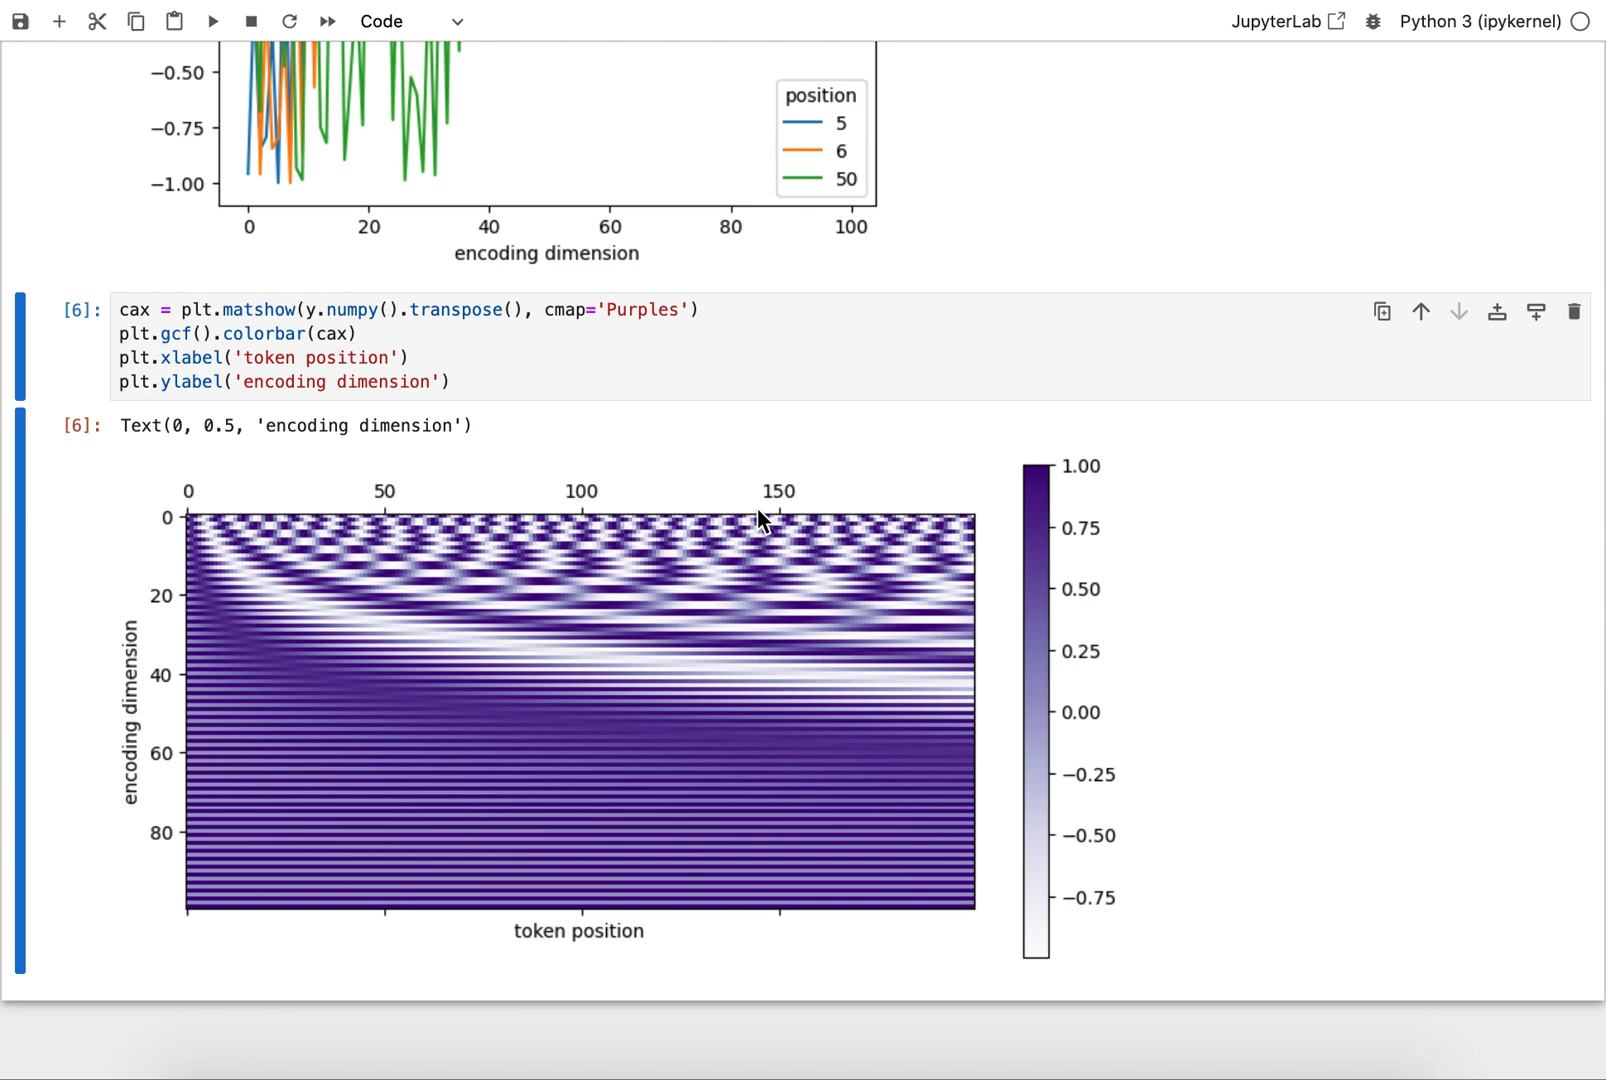 Code
JupyterLab
Python 3 (ipykernel)
−0.50
−0.75
−1.00
position
5
6
50
0 20 40 60 80 100
encoding dimension
[6]:
cax = plt.matshow(y.numpy().transpose(), cmap='Purples')
plt.gcf().colorbar(cax)
plt.xlabel('token position')
plt.ylabel('encoding dimension')
[6]:
Text(0, 0.5, 'encoding dimension')
0 50 100 150
0
20
40
60
80
encoding dimension
token position
1.00
0.75
0.50
0.25
0.00
−0.25
−0.50
−0.75